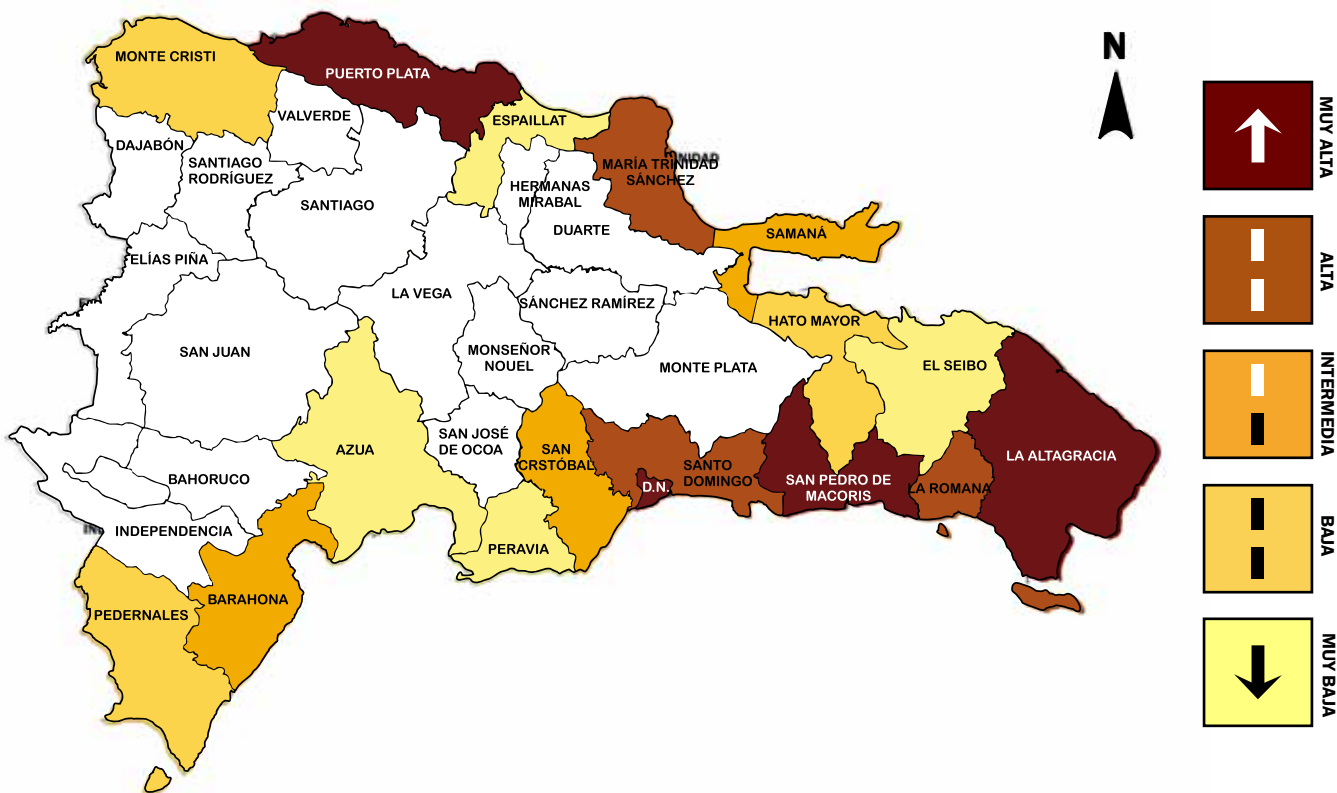 MONTE CRISTI
PUERTO PLATA
N
VALVERDE
ESPAILLAT
DAJABÓN
SANTIAGO
RODRÍGUEZ
MARÍA TRINIDAD
SÁNCHEZ
HERMANAS
MIRABAL
SANTIAGO
DUARTE
SAMANÁ
ELÍAS PIÑA
LA VEGA
SÁNCHEZ RAMÍREZ
HATO MAYOR
SAN JUAN
MONSEÑOR
NOUEL
MONTE PLATA
EL SEIBO
AZUA
SAN JOSÉ
DE OCOA
SAN
CRSTÓBAL
SANTO
DOMINGO
D.N.
SAN PEDRO DE
MACORIS
LA ROMANA
LA ALTAGRACIA
BAHORUCO
INDEPENDENCIA
PERAVIA
BARAHONA
PEDERNALES
MUY ALTA
ALTA
INTERMEDIA
BAJA
MUY BAJA